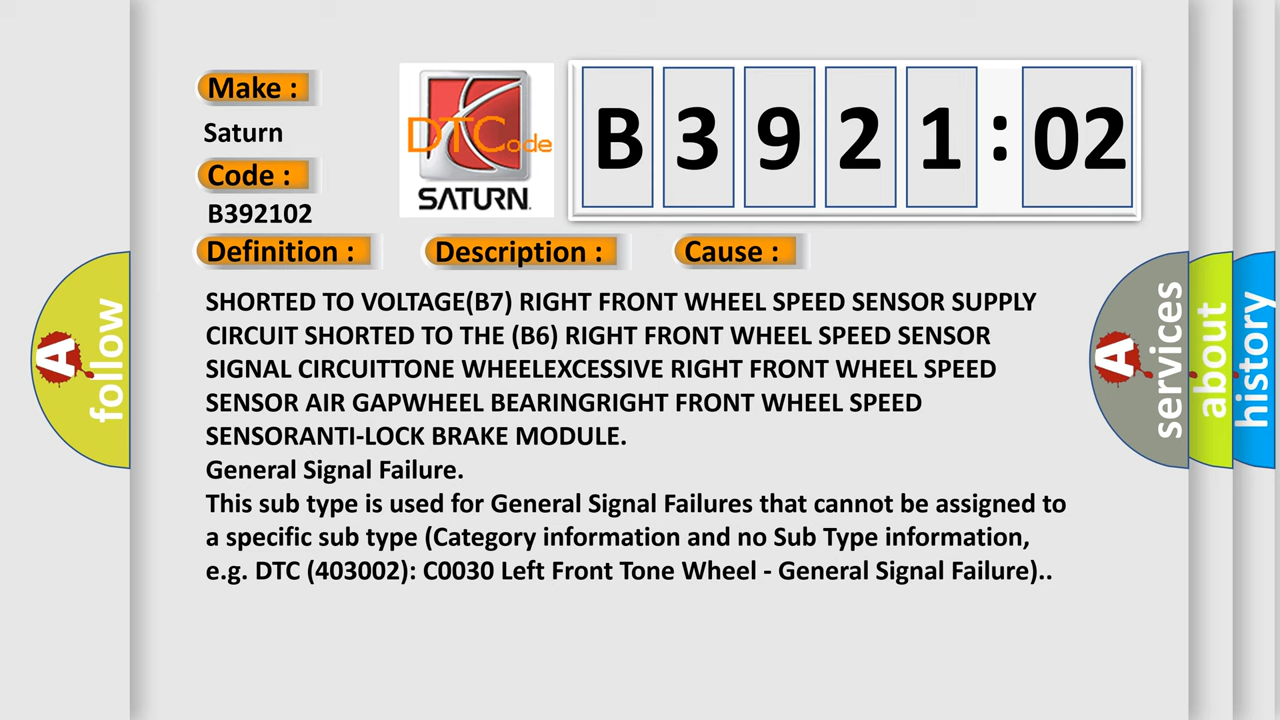 Make :
Saturn
Code :
B392102
DTCode
SATURN
B3921:02
Definition :
Description :
Cause :
SHORTED TO VOLTAGE(B7) RIGHT FRONT WHEEL SPEED SENSOR SUPPLY
CIRCUIT SHORTED TO THE (B6) RIGHT FRONT WHEEL SPEED SENSOR
SIGNAL CIRCUITTONE WHEELEXCESSIVE RIGHT FRONT WHEEL SPEED
SENSOR AIR GAPWHEEL BEARINGRIGHT FRONT WHEEL SPEED
SENSORANTI-LOCK BRAKE MODULE.
General Signal Failure.
This sub type is used for General Signal Failures that cannot be assigned to
a specific sub type (Category information and no Sub Type information,
e.g. DTC (403002): C0030 Left Front Tone Wheel - General Signal Failure)..
A
follow
A
services
about
history